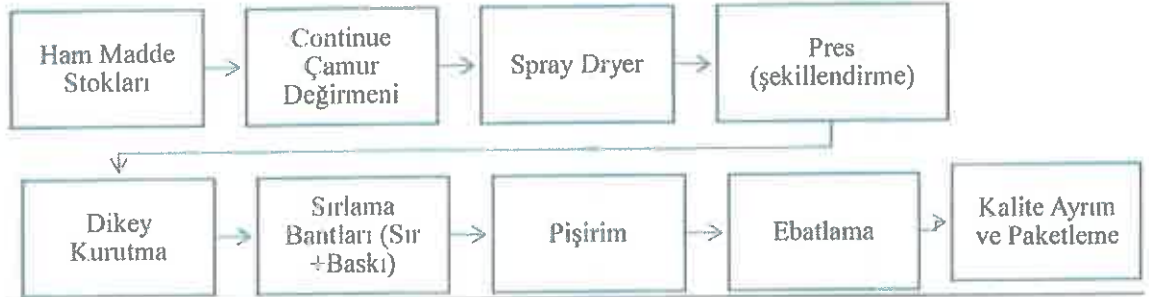 Ham Madde
Stokları
Continue
Çamur
Değirmeni
Spray Dryer
Pres
(şekillendirme)
Dikey
Kurutma
Sırlama
Bantları (Sır
+Baskı)
Pişirim
Ebatlama
Kalite Ayrım
ve Paketleme